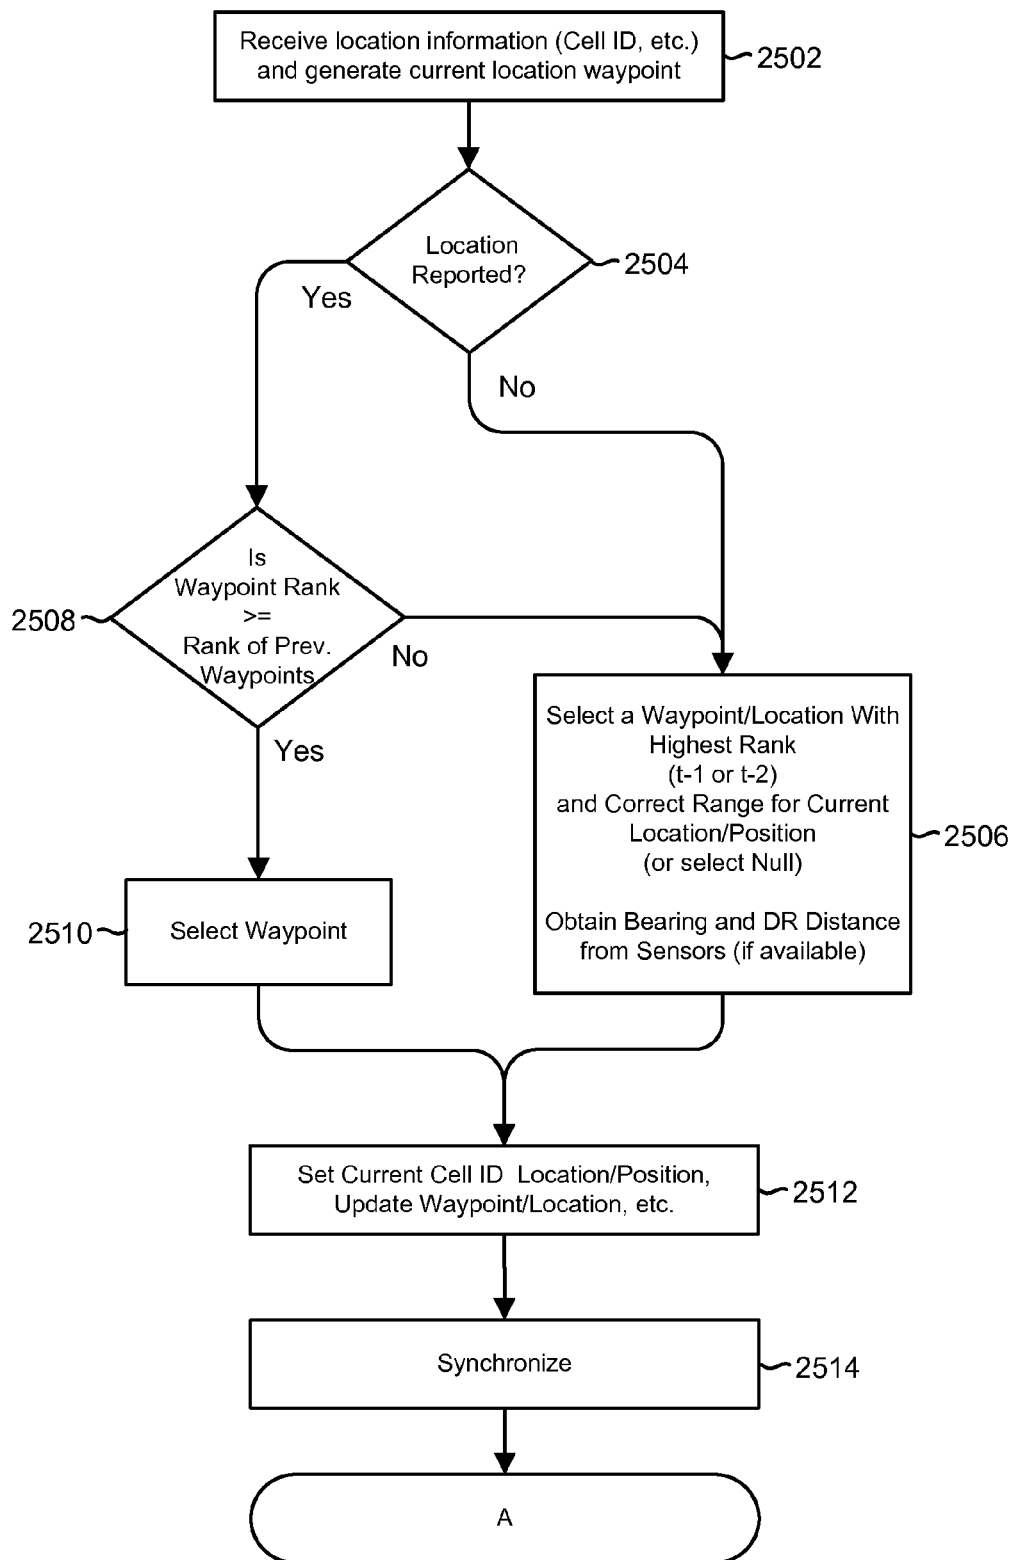 Receive location information (Cell ID, etc.)
and generate current location waypoint
2502
Location
Reported?
2504
Yes
No
Is
Waypoint Rank
>=
Rank of Prev.
Waypoints
2508
No
Yes
Select a Waypoint/Location With
Highest Rank
(t-1 or t-2)
and Correct Range for Current
Location/Position
(or select Null)
Obtain Bearing and DR Distance
from Sensors (if available)
2506
Select Waypoint
2510
Set Current Cell ID Location/Position,
Update Waypoint/Location, etc.
2512
Synchronize
2514
A